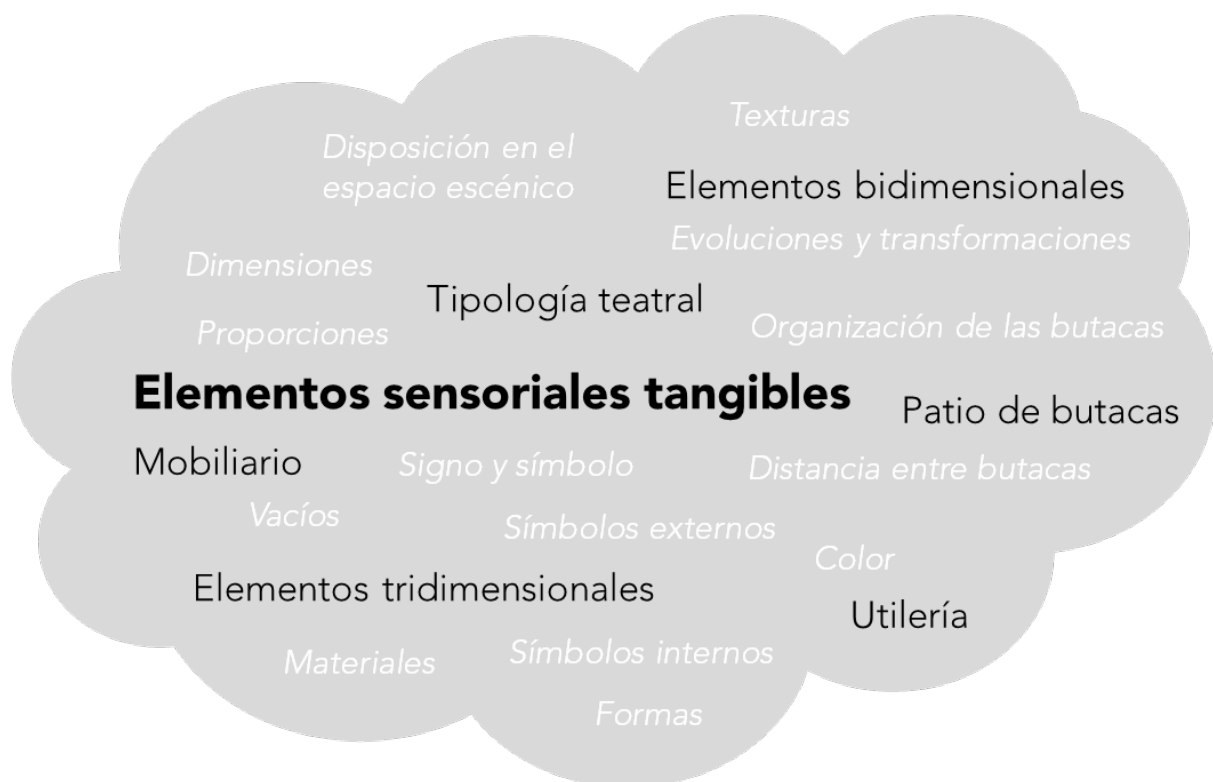 Texturas
Disposición en el
espacio escénico
Elementos bidimensionales
Evoluciones y transformaciones
Dimensiones
Tipología teatral
Proporciones
Organización de las butacas
Elementos sensoriales tangibles
Patio de butacas
Mobiliario
Signo y símbolo
Distancia entre butacas
Vacíos
Símbolos externos
Color
Elementos tridimensionales
Utilería
Materiales
Símbolos internos
Formas